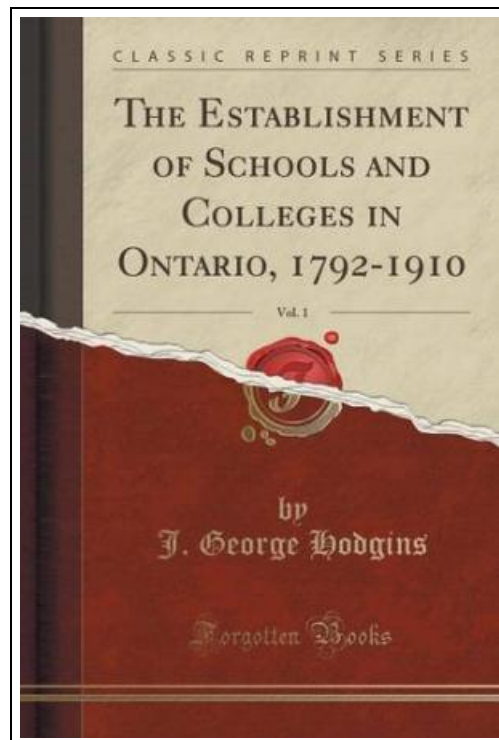 CLASSIC REPRINT SERIES
THE ESTABLISHMENT
OF SCHOOLS AND
COLLEGES IN
ONTARIO, 1792-1910
Vol. 1
by
J. George Hodgins
Forgotten Books